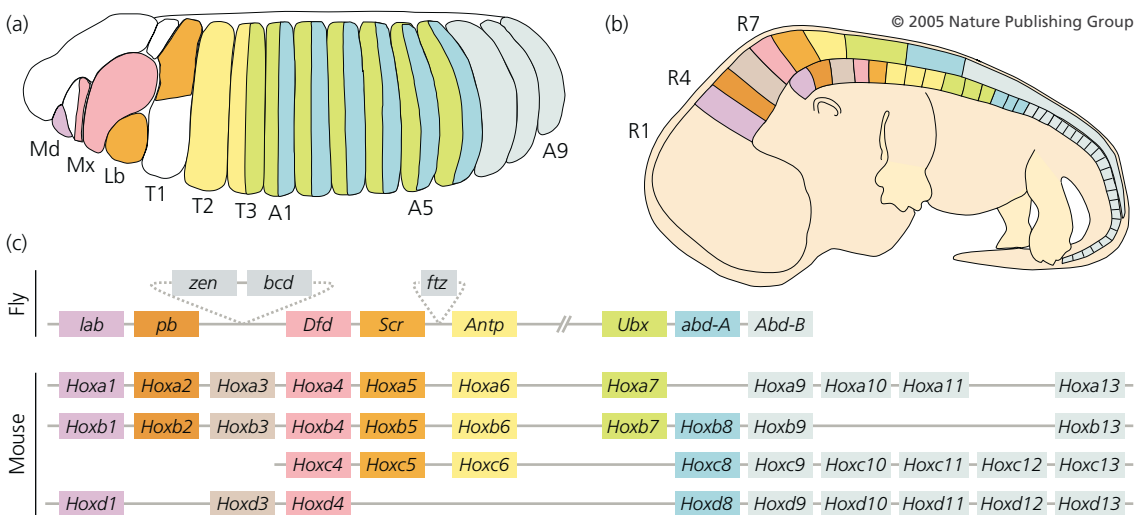 (a)
Md
Mx
Lb
T1
T2
T3
A1
A5
A9
(b)
© 2005 Nature Publishing Group
R7
R4
R1
(c)
Fly
zen bcd ftz
lab pb Dfd Scr Antp Ubx abd-A Abd-B
Mouse
Hoxa1 Hoxa2 Hoxa3 Hoxa4 Hoxa5 Hoxa6 Hoxa7 Hoxa9 Hoxa10 Hoxa11 Hoxa13
Hoxb1 Hoxb2 Hoxb3 Hoxb4 Hoxb5 Hoxb6 Hoxb7 Hoxb8 Hoxb9 Hoxb13
Hoxc4 Hoxc5 Hoxc6 Hoxc8 Hoxc9 Hoxc10 Hoxc11 Hoxc12 Hoxc13
Hoxd1 Hoxd3 Hoxd4 Hoxd8 Hoxd9 Hoxd10 Hoxd11 Hoxd12 Hoxd13